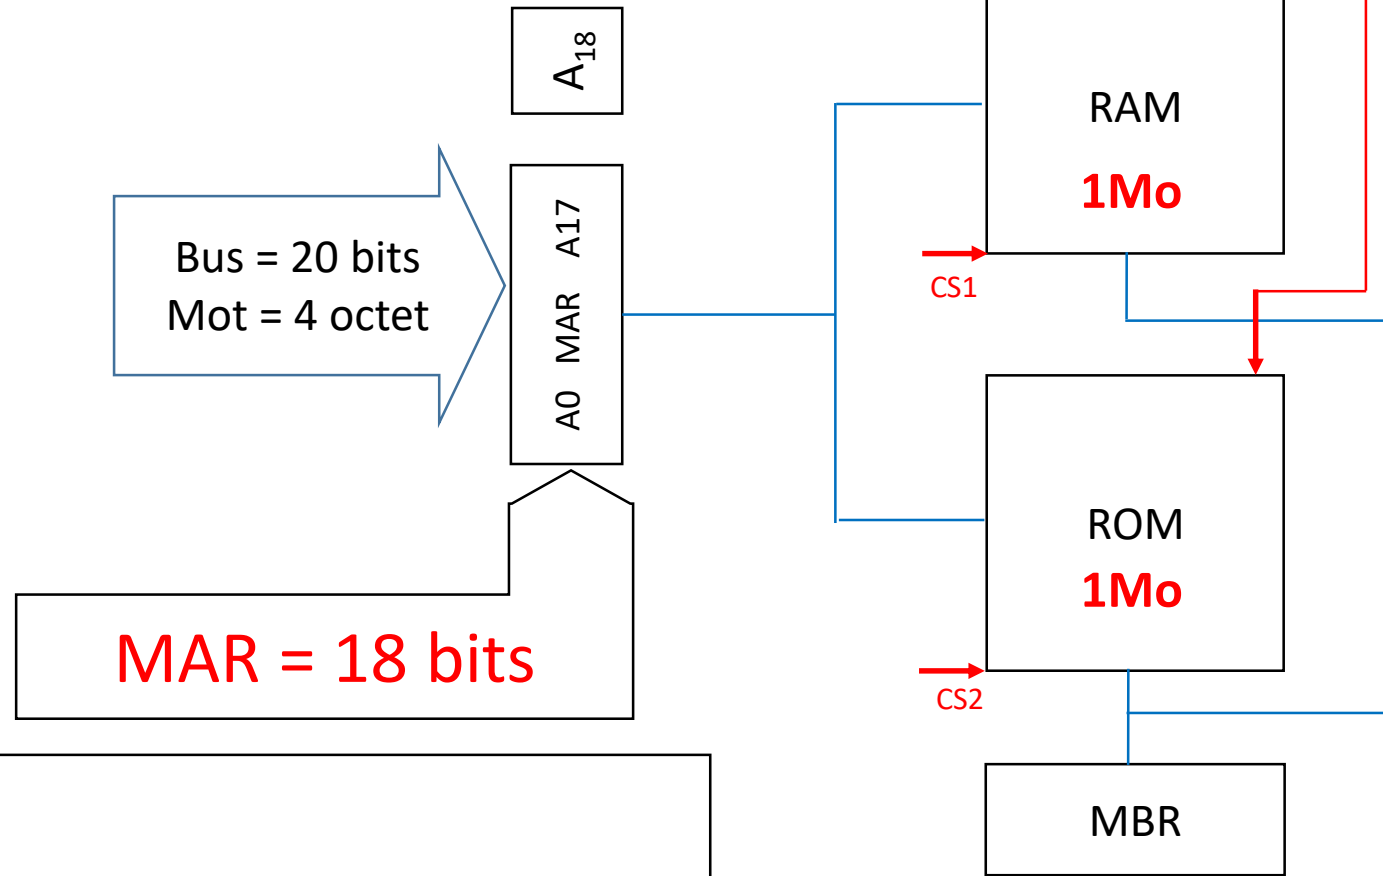 A18
Bus = 20 bits
Mot = 4 octet
A0 MAR A17
MAR = 18 bits
RAM
1Mo
CS1
ROM
1Mo
CS2
MBR